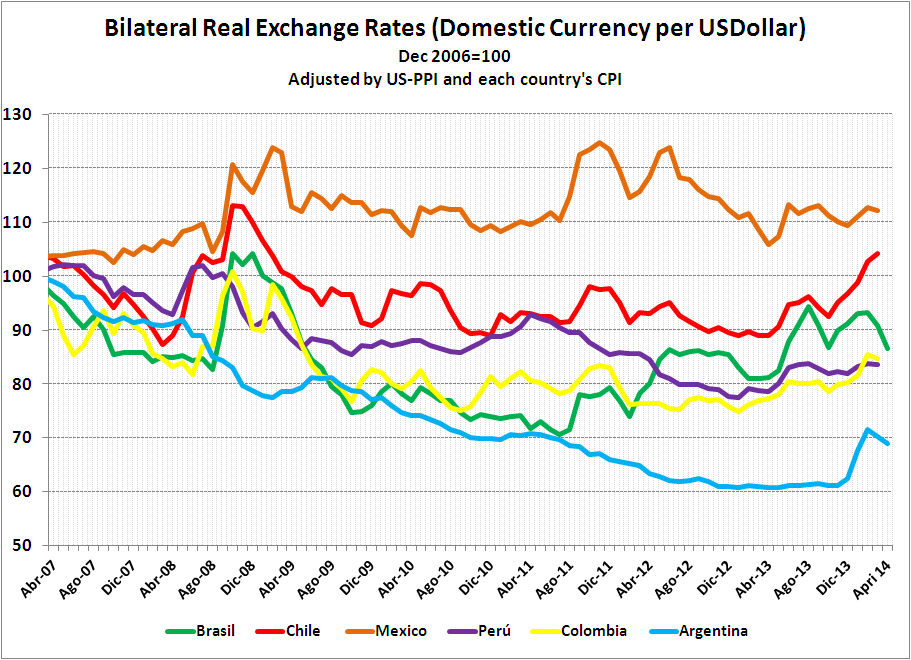 Bilateral Real Exchange Rates (Domestic Currency per USDollar)
Dec 2006=100
Adjusted by US-PPI and each country's CPI
130
120
110
100
90
80
70
60
50
Abr-07
Ago-07
Dic-07
Abr-08
Ago-08
Dic-08
Abr-09
Ago-09
Dic-09
Abr-10
Ago-10
Dic-10
Abr-11
Ago-11
Dic-11
Abr-12
Ago-12
Dic-12
Abr-13
Ago-13
Dic-13
Apri 14
Brasil Chile Mexico Perú Colombia Argentina